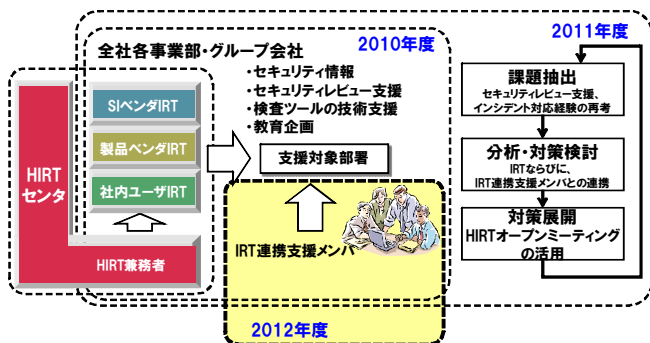 2011年度
2010年度
全社各事業部・グループ会社
・セキュリティ情報
・セキュリティレビュー支援
・検査ツールの技術支援
・教育企画
SIベンダIRT
製品ベンダIRT
社内ユーザIRT
HIRT
センタ
HIRT兼務者
支援対象部署
IRT連携支援メンバ
2012年度
課題抽出
セキュリティレビュー支援、
インシデント対応経験の再考
分析・対策検討
IRTならびに、
IRT連携支援メンバとの連携
対策展開
HIRTオープンミーティング
の活用